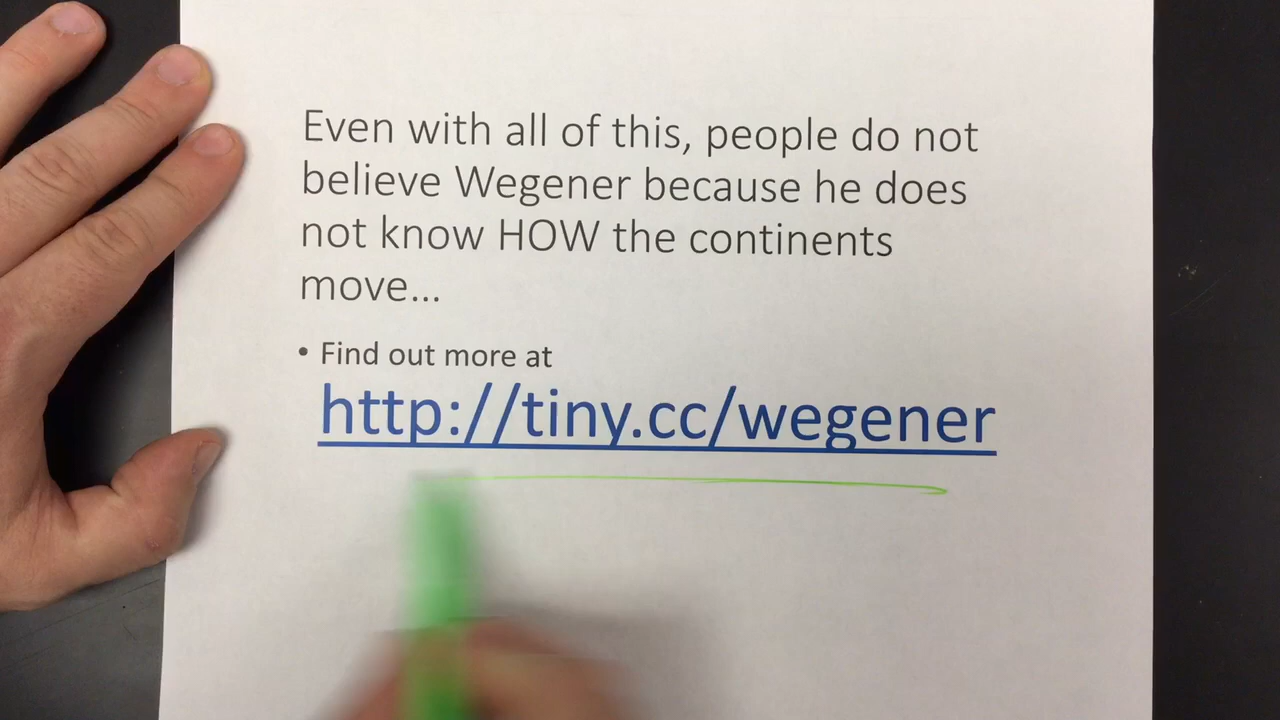 Even with all of this, people do not
believe Wegener because he does
not know HOW the continents
move...
• Find out more at
http://tiny.cc/wegener